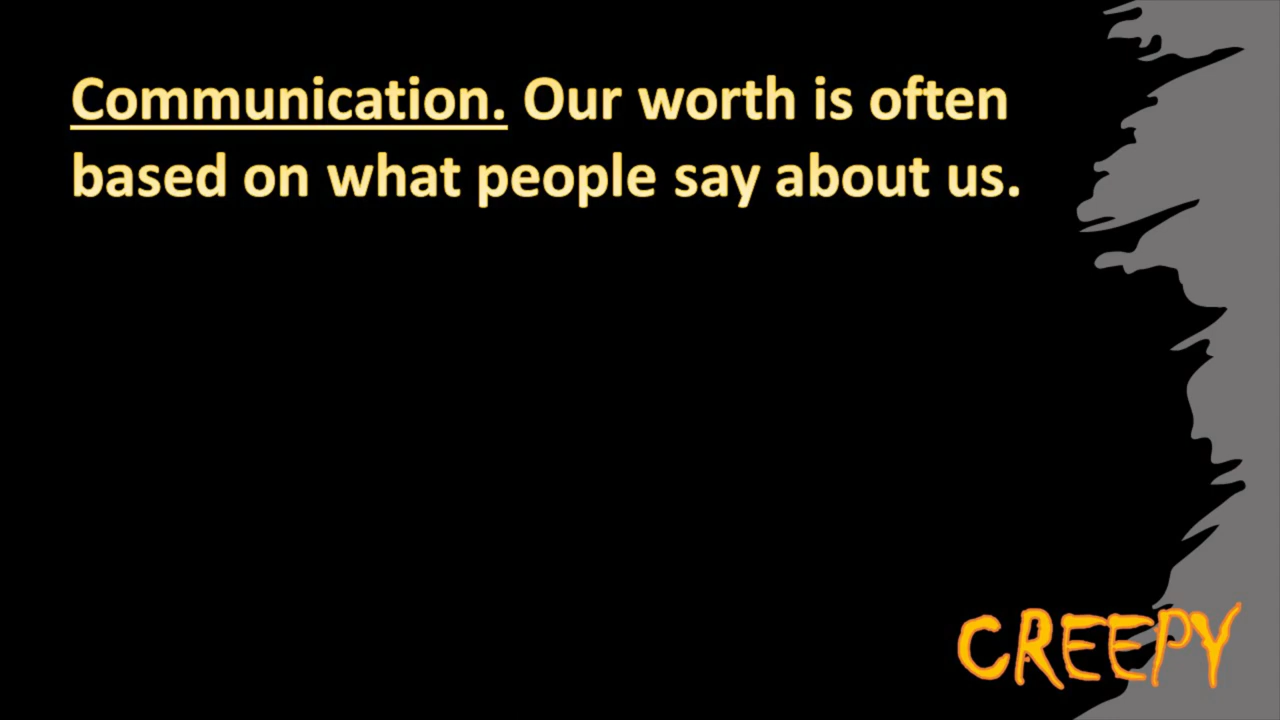 Communication. Our worth is often
based on what people say about us.
CREEPY